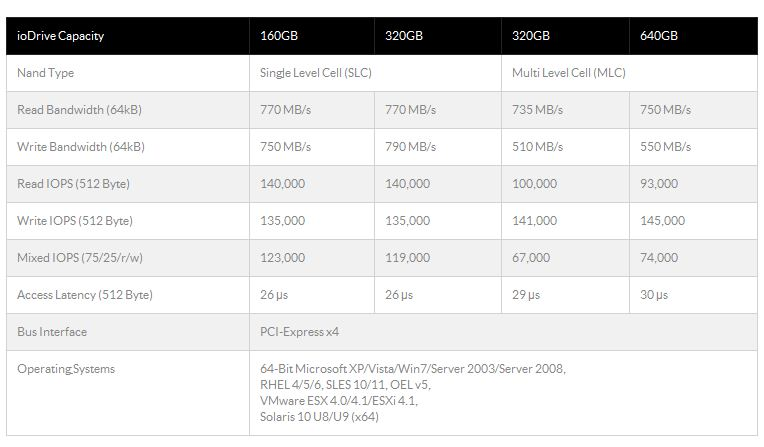 ioDrive Capacity 160GB 320GB 320GB 640GB
Nand Type Single Level Cell (SLC) Multi Level Cell (MLC)
Read Bandwidth (64kB) 770 MB/s 770 MB/s 735 MB/s 750 MB/s
Write Bandwidth (64kB) 750 MB/s 790 MB/s 510 MB/s 550 MB/s
Read IOPS (512 Byte) 140,000 140,000 100,000 93,000
Write IOPS (512 Byte) 135,000 135,000 141,000 145,000
Mixed IOPS (75/25/r/w) 123,000 119,000 67,000 74,000
Access Latency (512 Byte) 26 µs 26 µs 29 µs 30 µs
Bus Interface PCI-Express x4
Operating Systems 64-Bit Microsoft XP/Vista/Win7/Server 2003/Server 2008,
RHEL 4/5/6, SLES 10/11, OEL v5,
VMware ESX 4.0/4.1/ESXi 4.1,
Solaris 10 U8/U9 (x64)